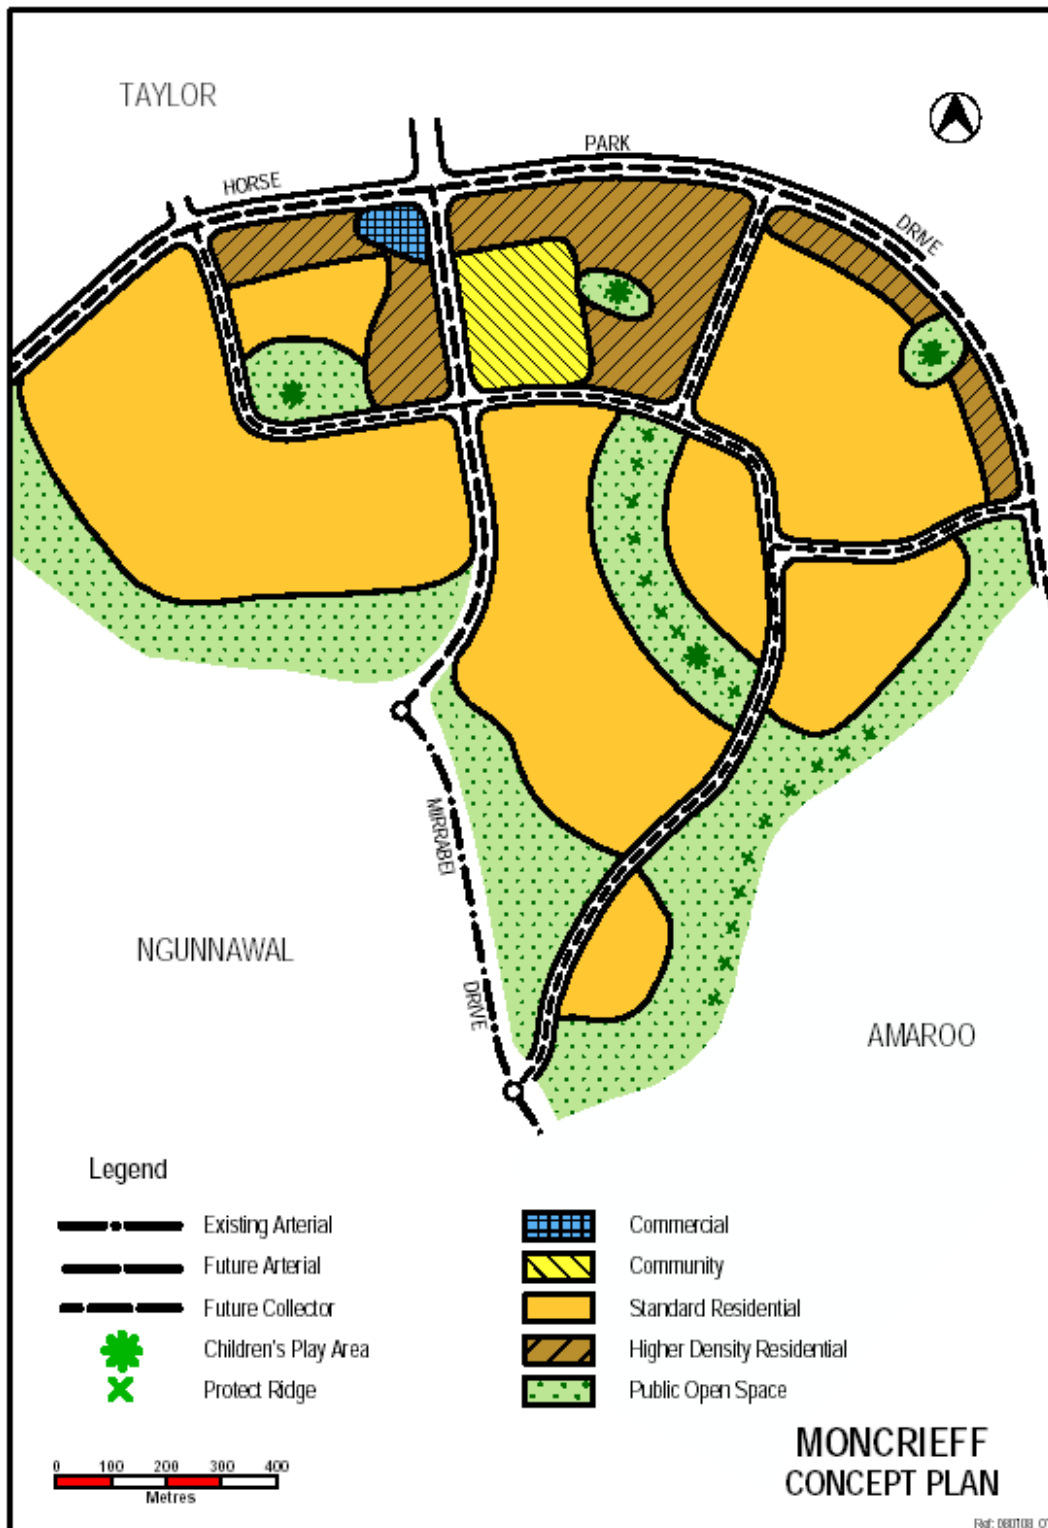 TAYLOR
PARK
HORSE
DRIVE
MIRRABEI
DRIVE
NGUNNAWAL
AMAROO
Legend
Existing Arterial
Future Arterial
Future Collector
Children's Play Area
Protect Ridge
Commercial
Community
Standard Residential
Higher Density Residential
Public Open Space
0 100 200 300 400
Metres
MONCRIEFF
CONCEPT PLAN